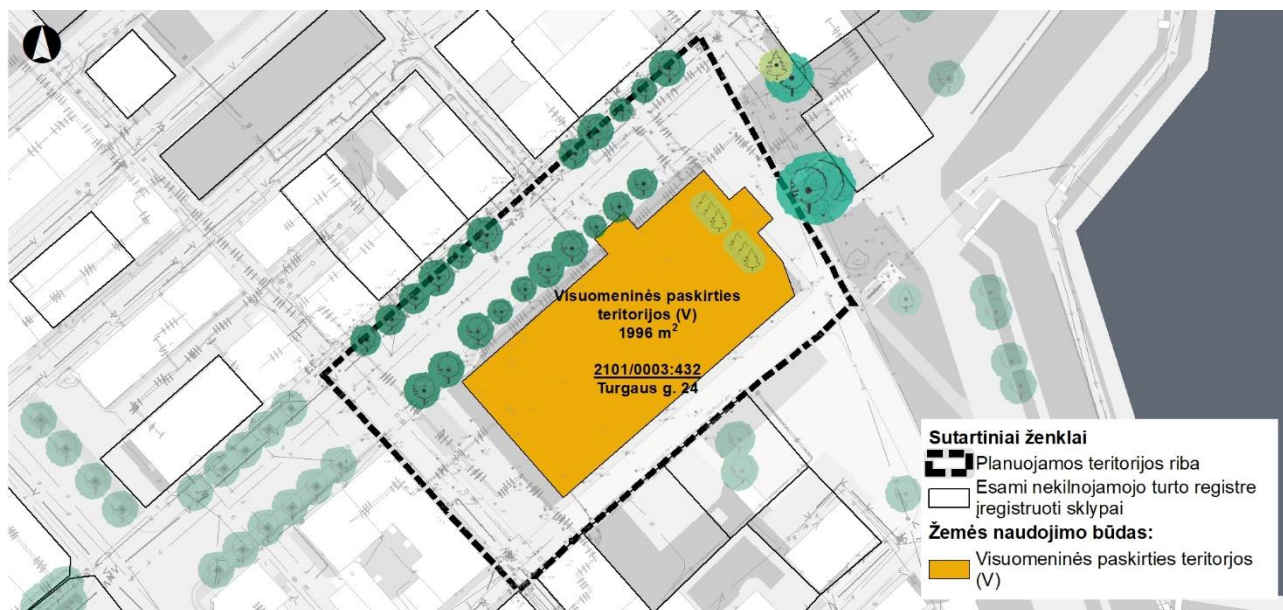 Visuomeninės paskirties
teritorijos (V)
1996 m²
2101/0003:432
Turgaus g. 24
Sutartiniai ženklai
Planuojamos teritorijos riba
Esami nekilnojamojo turto registre
įregistruoti sklypai
Žemės naudojimo būdas:
Visuomeninės paskirties teritorjos
(V)